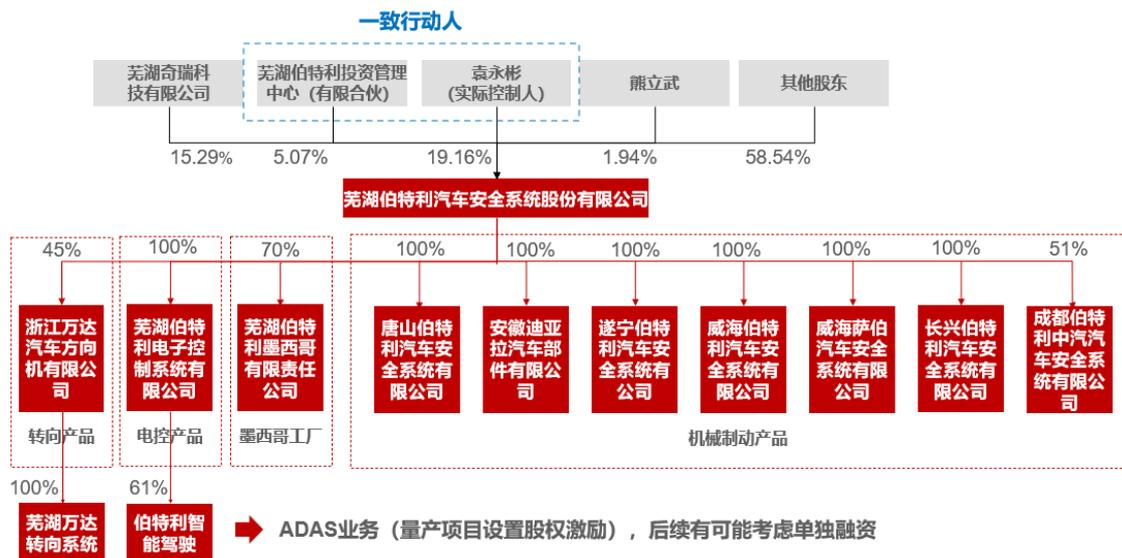 一致行动人
芜湖奇瑞科
技有限公司
芜湖伯特利投资管理
中心（有限合伙）
袁永彬
(实际控制人)
熊立武
其他股东
15.29%
5.07%
19.16%
1.94%
58.54%
芜湖伯特利汽车安全系统股份有限公司
45%
100%
70%
100%
100%
100%
100%
100%
100%
51%
浙江万达
汽车方向
机有限公
司
芜湖伯特
利电子控
制系统有
限公司
芜湖伯特
利墨西哥
有限责任
公司
唐山伯特
利汽车安
全系统有
限公司
安徽迪亚
拉汽车部
件有限公
司
遂宁伯特
利汽车安
全系统有
限公司
威海伯特
利汽车安
全系统有
限公司
威海萨伯
汽车安全
系统有限
公司
长兴伯特
利汽车安
全系统有
限公司
成都伯特
利中汽汽
车安全系
统有限公
司
转向产品
电控产品
墨西哥工厂
机械制动产品
100%
61%
芜湖万达
转向系统
伯特利智
能驾驶
ADAS业务（量产项目设置股权激励），后续有可能考虑单独融资